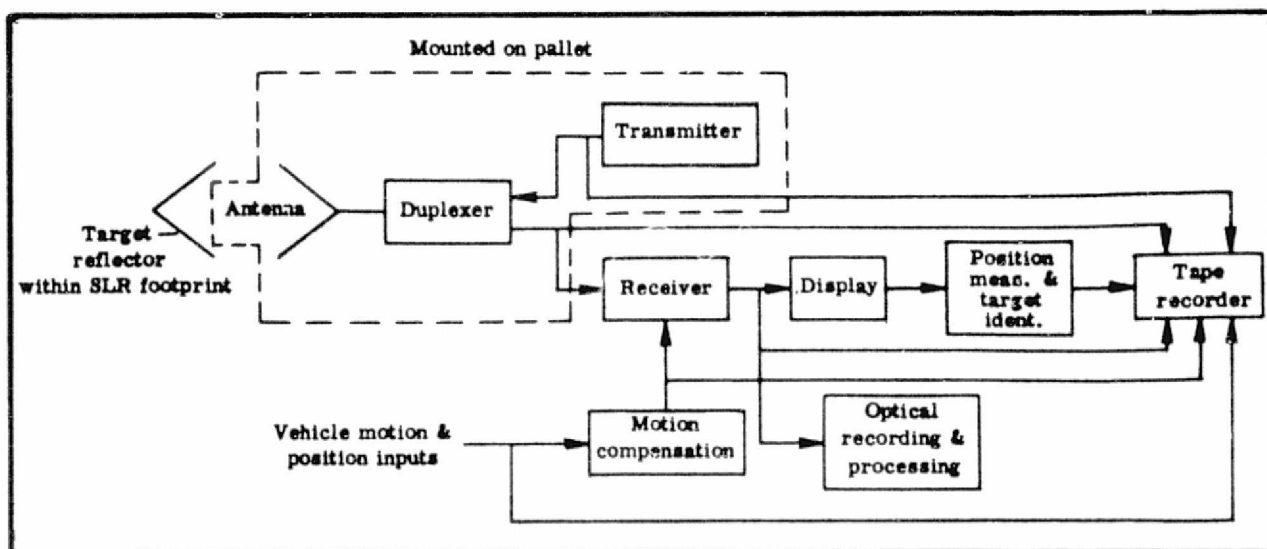 Mounted on pallet
Transmitter
Antenna
Duplexer
Target
reflector
within SLR footprint
Receiver
Display
Position
meas. &
target
ident.
Tape
recorder
Vehicle motion &
position inputs
Motion
compensation
Optical
recording &
processing